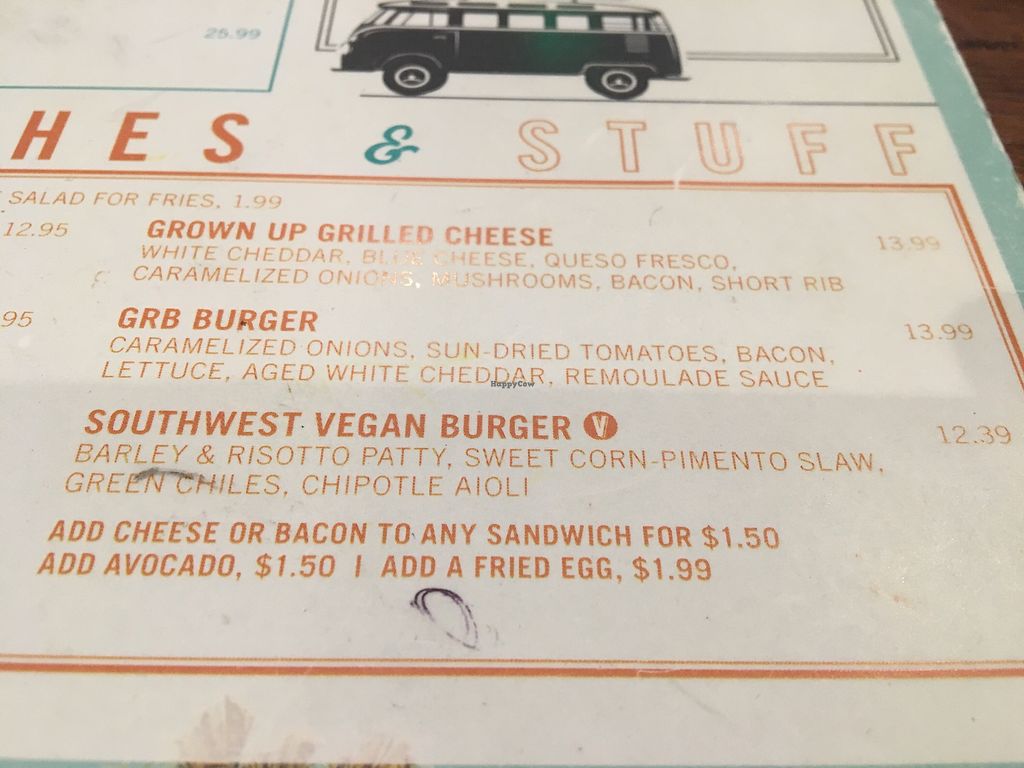 25.99
HES & STUFF
SALAD FOR FRIES, 1.99
12.95
GROWN UP GRILLED CHEESE 13.99
WHITE CHEDDAR, BLUE CHEESE, QUESO FRESCO,
CARAMELIZED ONIONS, MUSHROOMS, BACON, SHORT RIB
95
GRB BURGER 13.99
CARAMELIZED ONIONS, SUN-DRIED TOMATOES, BACON,
LETTUCE, AGED WHITE CHEDDAR, REMOULADE SAUCE
HappyCow
SOUTHWEST VEGAN BURGER V 12.39
BARLEY & RISOTTO PATTY, SWEET CORN-PIMENTO SLAW,
GREEN CHILES, CHIPOTLE AIOLI
ADD CHEESE OR BACON TO ANY SANDWICH FOR $1.50
ADD AVOCADO, $1.50 | ADD A FRIED EGG, $1.99